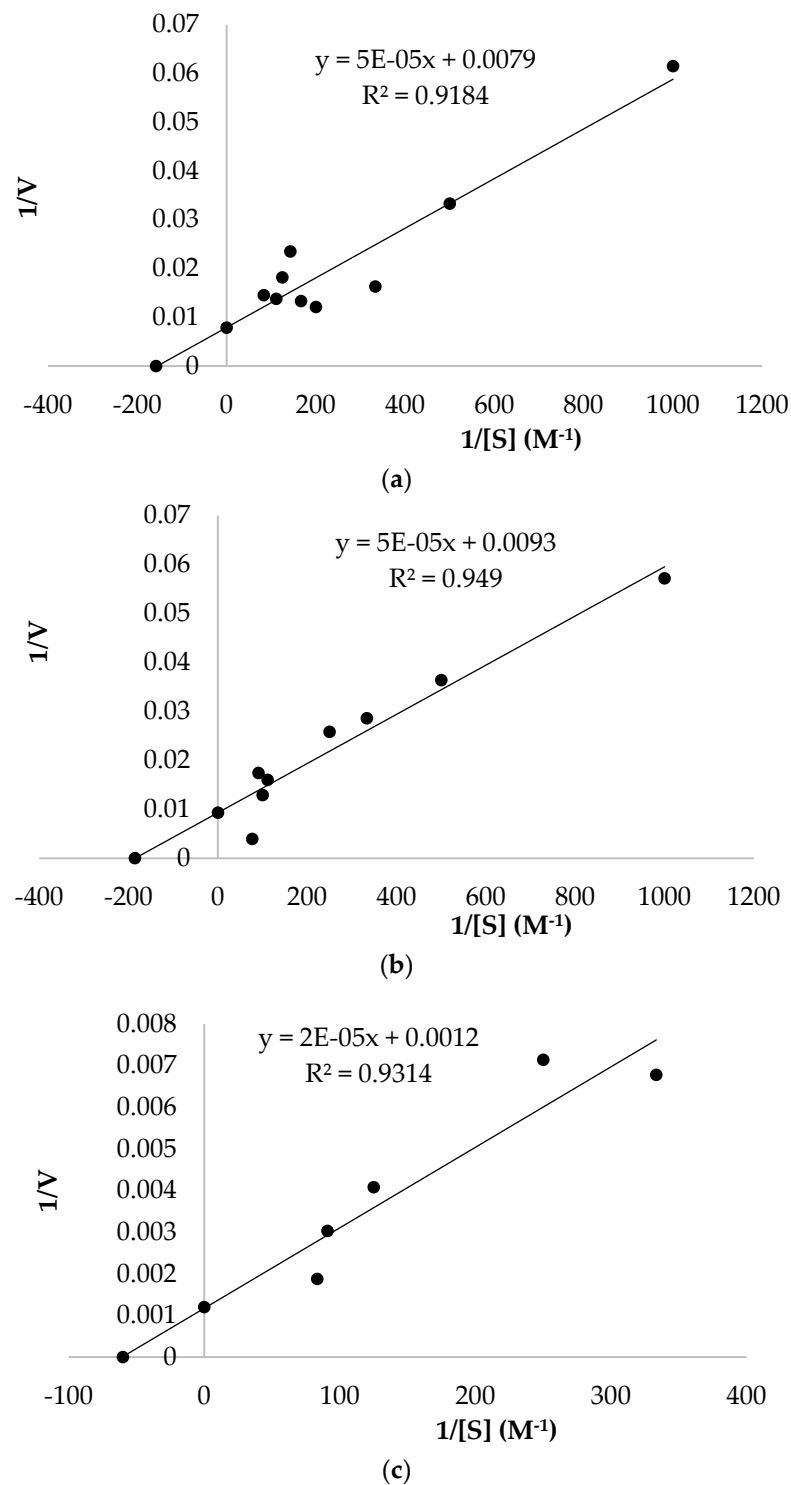 0.07
0.06
0.05
0.04
0.03
0.02
0.01
0
y = 5E-05x + 0.0079
R² = 0.9184
1/V
-400 -200 0 200 400 600 800 1000 1200
1/[S] (M-1)
(a)
0.07
0.06
0.05
0.04
0.03
0.02
0.01
0
y = 5E-05x + 0.0093
R² = 0.949
1/V
-400 -200 0 200 400 600 800 1000 1200
1/[S] (M-1)
(b)
0.008
0.007
0.006
0.005
0.004
0.003
0.002
0.001
0
y = 2E-05x + 0.0012
R² = 0.9314
1/V
-100 0 100 200 300 400
1/[S] (M-1)
(c)